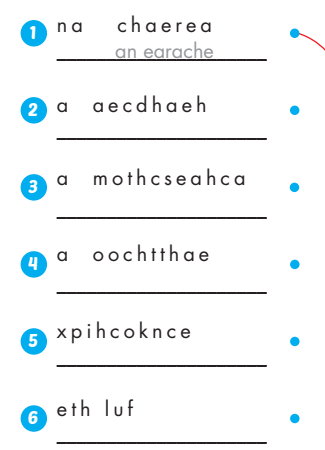 1 na chaerea
an earache
2 a aecdhaeh
3 a mothcseahca
4 a oochtthae
5 xpihcoknce
6 eth luf